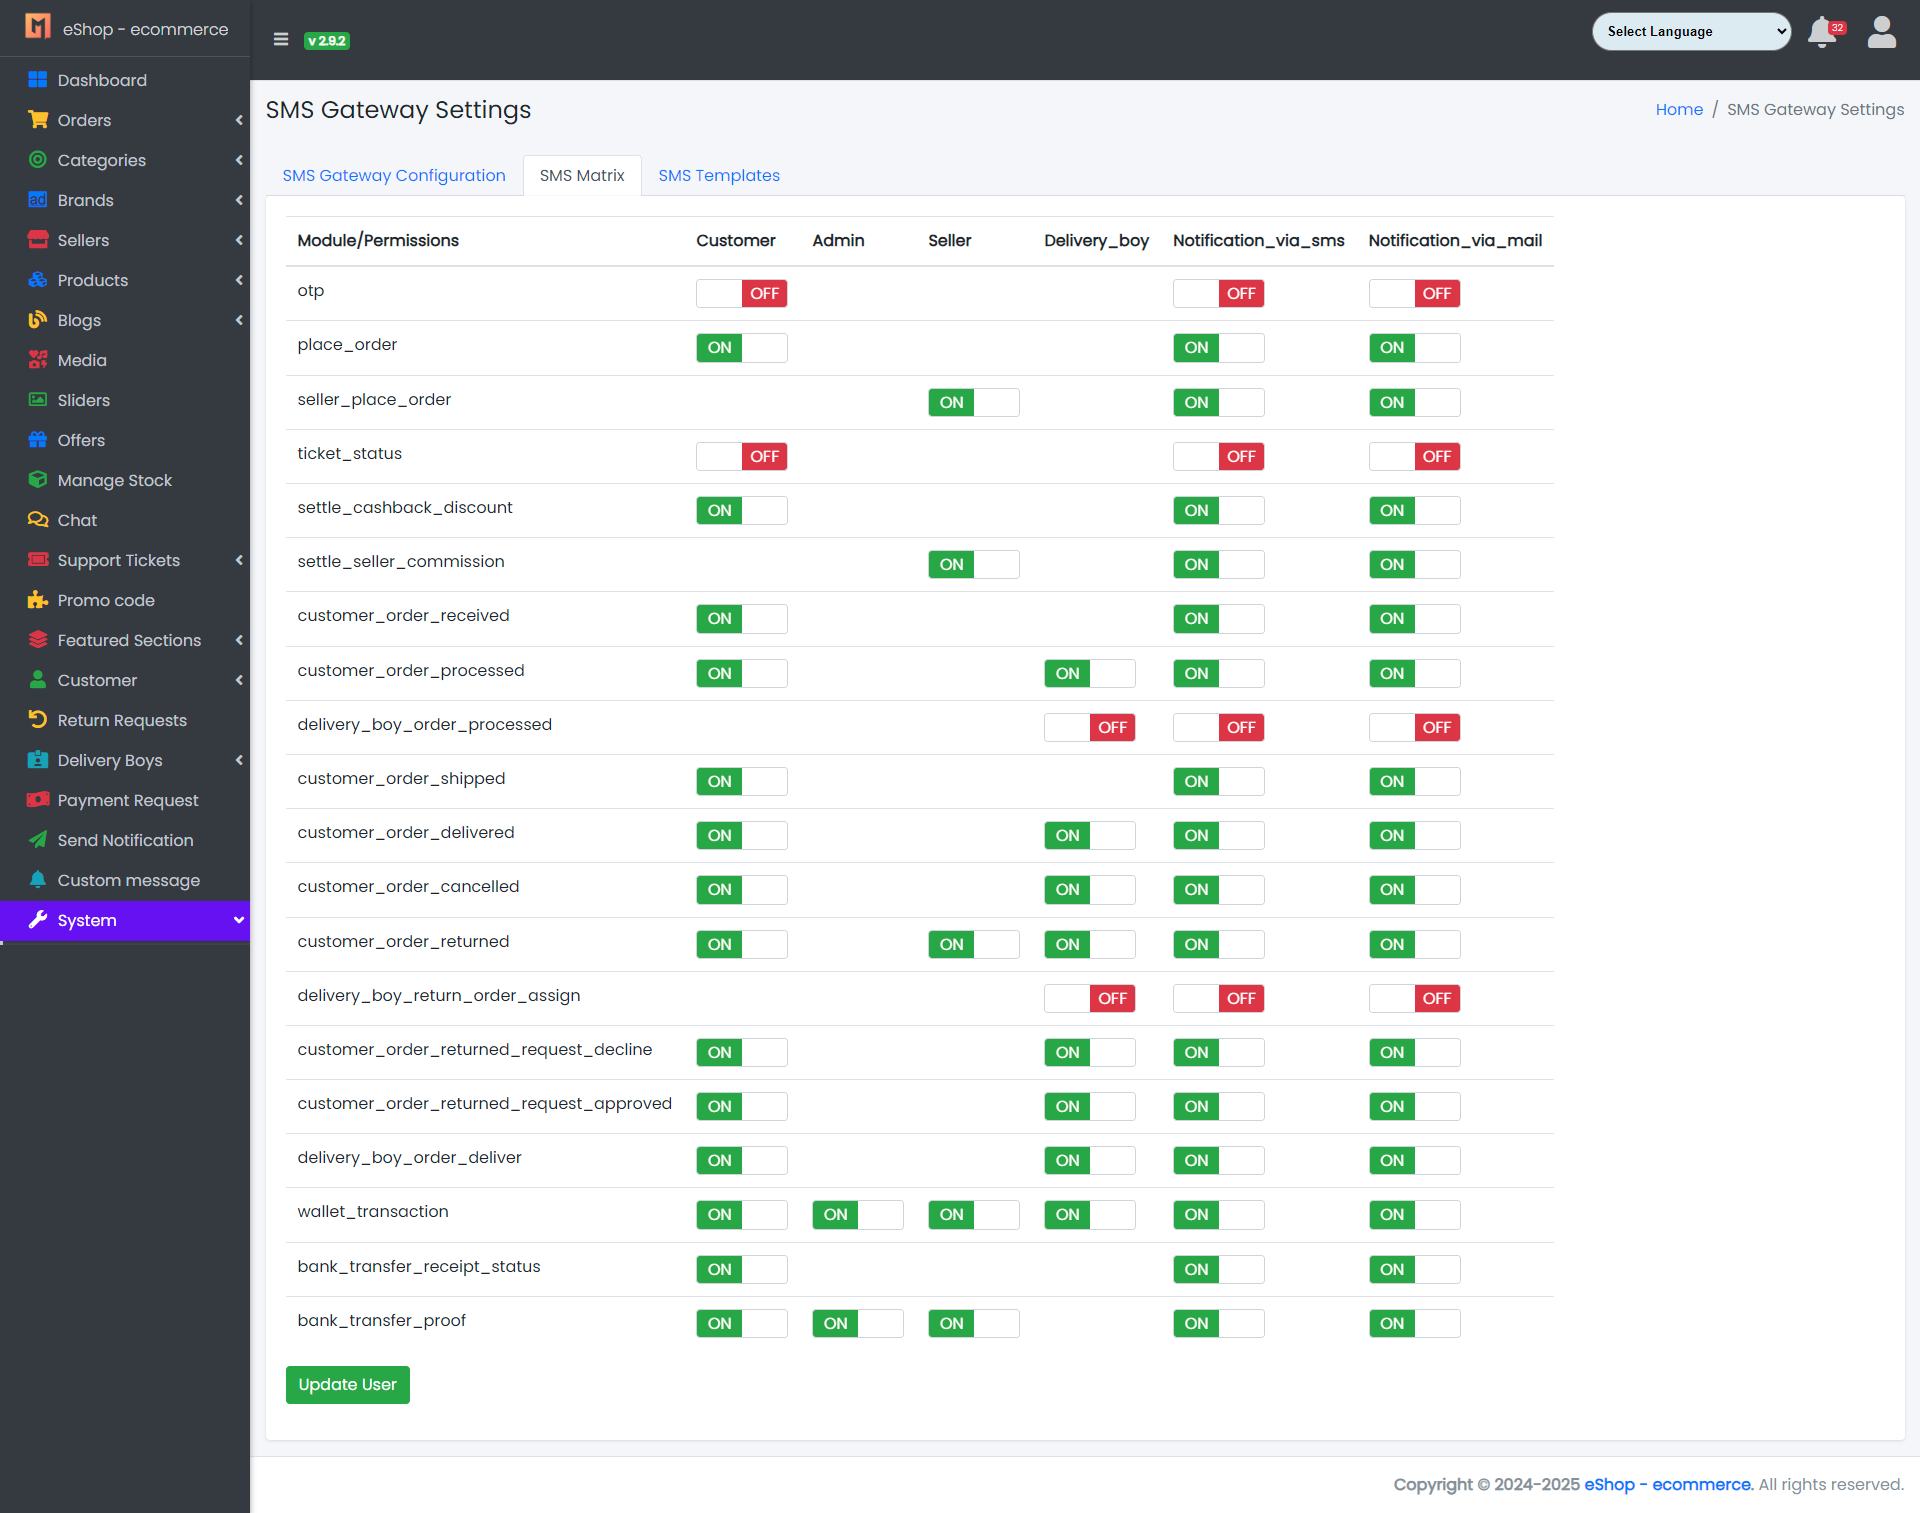 eShop - ecommerce
v 2.9.2
Select Language
32
Dashboard
Orders
Categories
Brands
Sellers
Products
Blogs
Media
Sliders
Offers
Manage Stock
Chat
Support Tickets
Promo code
Featured Sections
Customer
Return Requests
Delivery Boys
Payment Request
Send Notification
Custom message
System
SMS Gateway Settings
Home / SMS Gateway Settings
SMS Gateway Configuration SMS Matrix SMS Templates
Module/Permissions Customer Admin Seller Delivery_boy Notification_via_sms Notification_via_mail
otp OFF OFF OFF
place_order ON ON ON
seller_place_order ON ON ON
ticket_status OFF OFF OFF
settle_cashback_discount ON ON ON
settle_seller_commission ON ON ON
customer_order_received ON ON ON
customer_order_processed ON ON ON ON
delivery_boy_order_processed OFF OFF OFF
customer_order_shipped ON ON ON
customer_order_delivered ON ON ON ON
customer_order_cancelled ON ON ON ON
customer_order_returned ON ON ON ON ON
delivery_boy_return_order_assign OFF OFF OFF
customer_order_returned_request_decline ON ON ON ON
customer_order_returned_request_approved ON ON ON ON
delivery_boy_order_deliver ON ON ON ON
wallet_transaction ON ON ON ON ON ON
bank_transfer_receipt_status ON ON ON
bank_transfer_proof ON ON ON ON ON
Update User
Copyright © 2024-2025 eShop - ecommerce. All rights reserved.